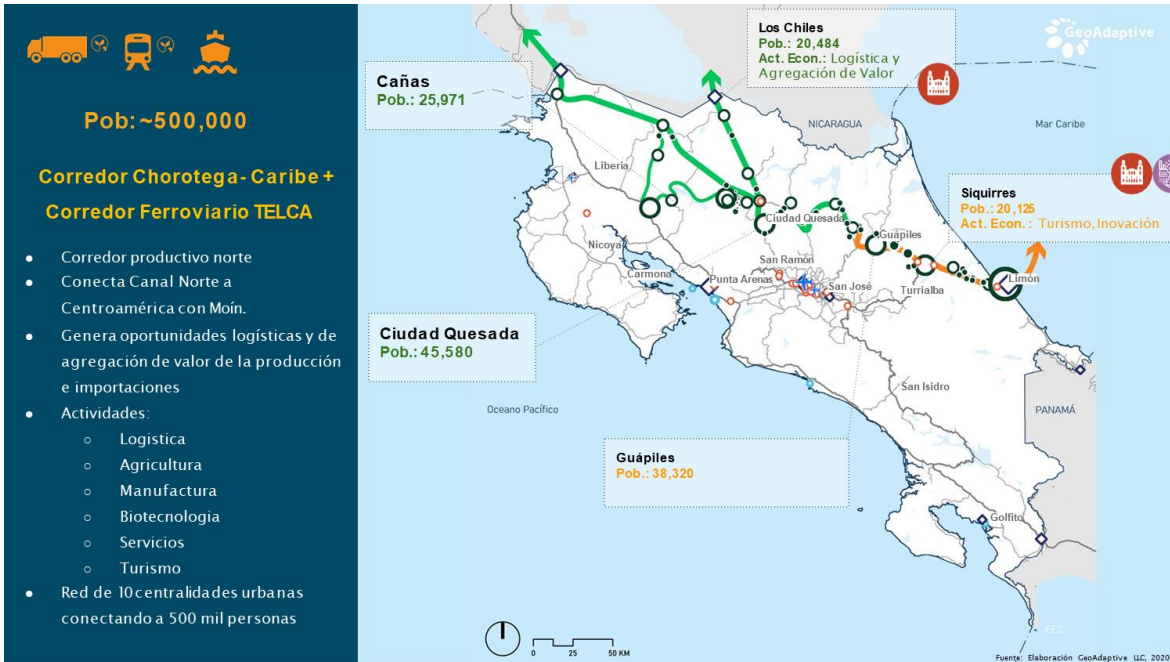 Pob: ~500,000
Corredor Chorotega- Caribe +
Corredor Ferroviario TELCA
● Corredor productivo norte
● Conecta Canal Norte a
Centroamérica con Moín.
● Genera oportunidades logísticas y de
agregación de valor de la producción
e importaciones
● Actividades:
○ Logistica
○ Agricultura
○ Manufactura
○ Biotecnologia
○ Servicios
○ Turismo
● Red de 10 centralidades urbanas
conectando a 500 mil personas
GeoAdaptive
Los Chiles
Pob.: 20,484
Act. Econ.: Logística y
Agregación de Valor
Cañas
Pob.: 25,971
NICARAGUA
Mar Caribe
Liberia
Siquirres
Pob.: 20,125
Act. Econ.: Turismo, Inovación
Ciudad Quesada
Guápiles
Nicoya
San Ramón
Carmona
Punta Arenas
San José
Turrialba
Limón
Ciudad Quesada
Pob.: 45,580
San Isidro
Oceano Pacífico
PANAMÁ
Guápiles
Pob.: 38,320
Golfito
EEZ
0 25 50 KM
Fuente: Elaboración GeoAdaptive LLC, 2020